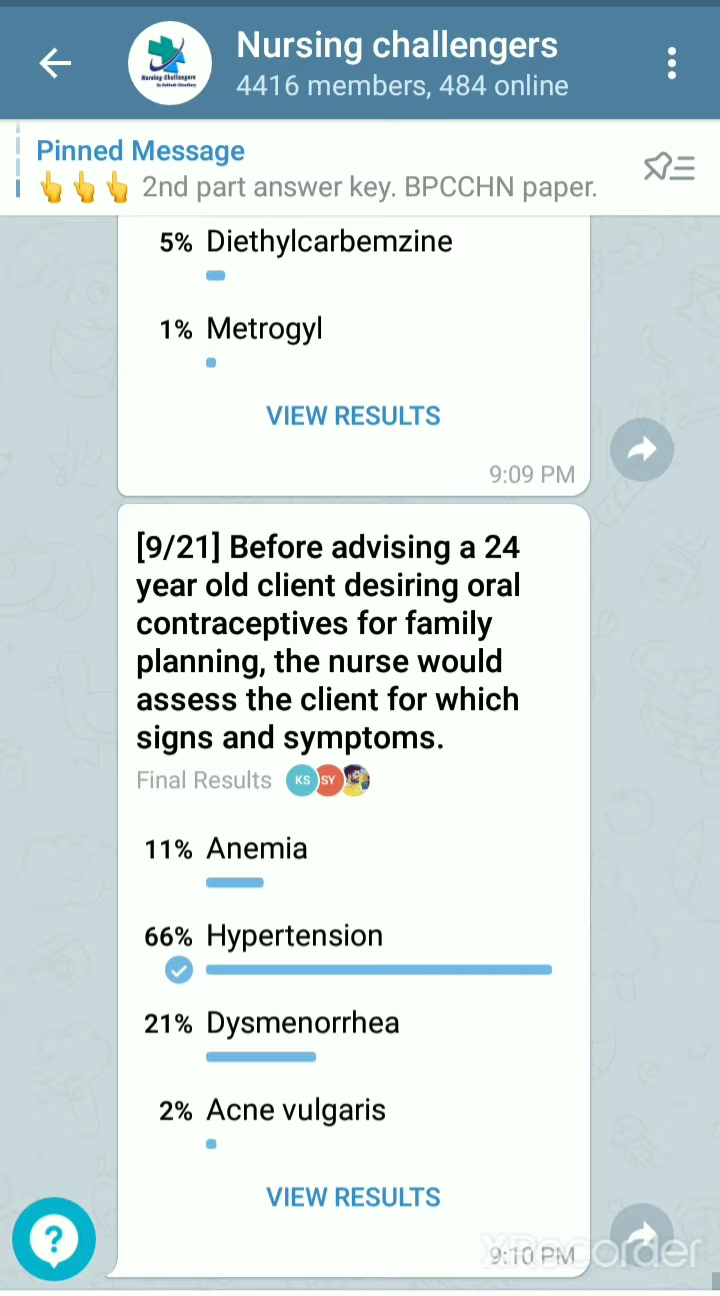 Nursing challengers
4416 members, 484 online
Pinned Message
👆👆👆 2nd part answer key. BPCCHN paper.
5% Diethylcarbemzine
1% Metrogyl
VIEW RESULTS
9:09 PM
[9/21] Before advising a 24
year old client desiring oral
contraceptives for family
planning, the nurse would
assess the client for which
signs and symptoms.
Final Results KS SY
11% Anemia
66% Hypertension
21% Dysmenorrhea
2% Acne vulgaris
VIEW RESULTS
9:10 PM
XRecorder
?